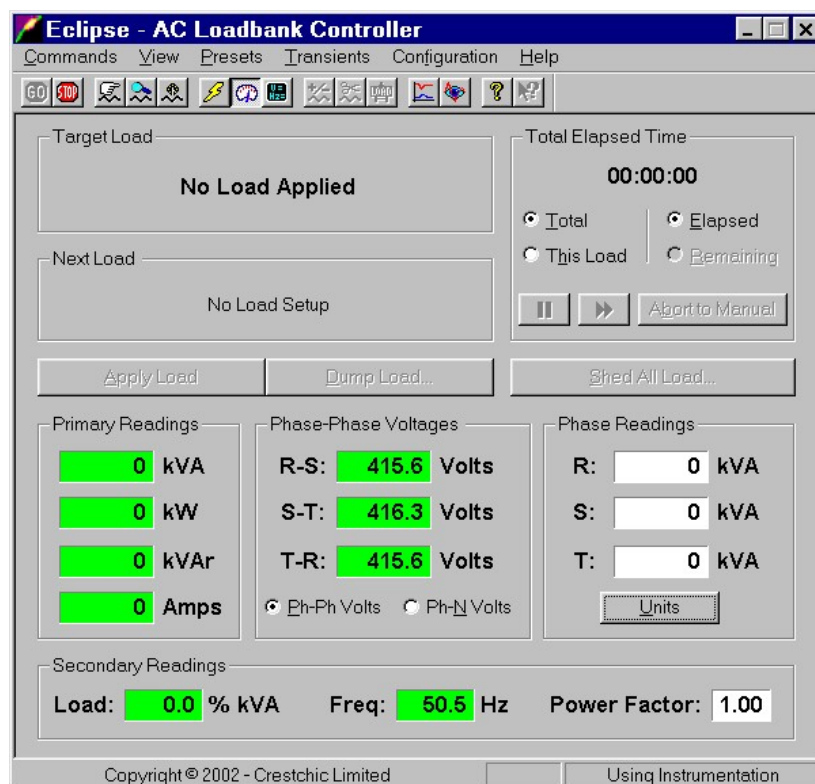 Eclipse - AC Loadbank Controller
Commands View Presets Transients Configuration Help
GO STOP
Target Load
No Load Applied
Total Elapsed Time
00:00:00
Total Elapsed
This Load Remaining
Next Load
No Load Setup
Abort to Manual
Apply Load Dump Load... Shed All Load...
Primary Readings
0 kVA
0 kW
0 kVAr
0 Amps
Phase-Phase Voltages
R-S: 415.6 Volts
S-T: 416.3 Volts
T-R: 415.6 Volts
Ph-Ph Volts Ph-N Volts
Phase Readings
R: 0 kVA
S: 0 kVA
T: 0 kVA
Units
Secondary Readings
Load: 0.0 % kVA Freq: 50.5 Hz Power Factor: 1.00
Copyright © 2002 - Crestchic Limited Using Instrumentation